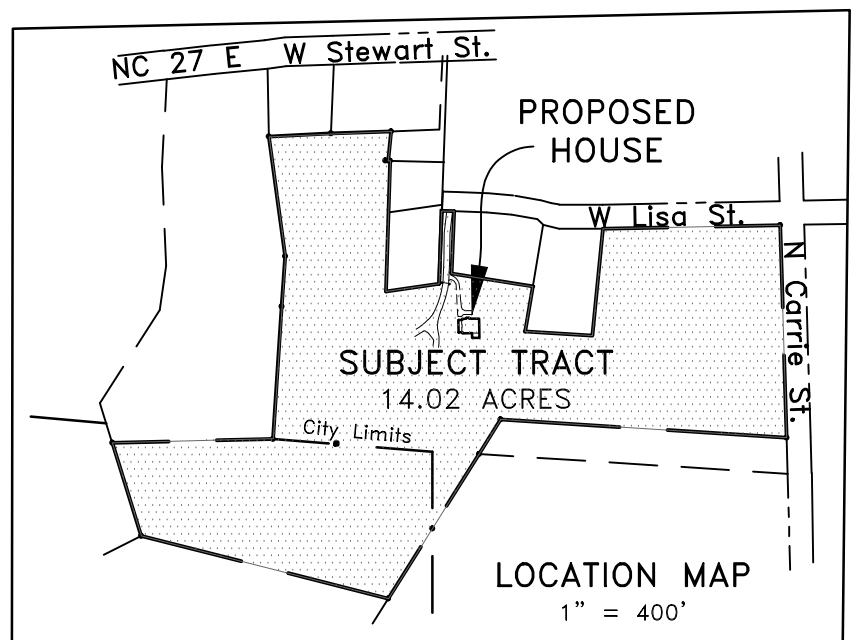 NC 27 E W Stewart St.
PROPOSED
HOUSE
W Lisa St.
N Carrie St.
SUBJECT TRACT
14.02 ACRES
City Limits
LOCATION MAP
1" = 400'